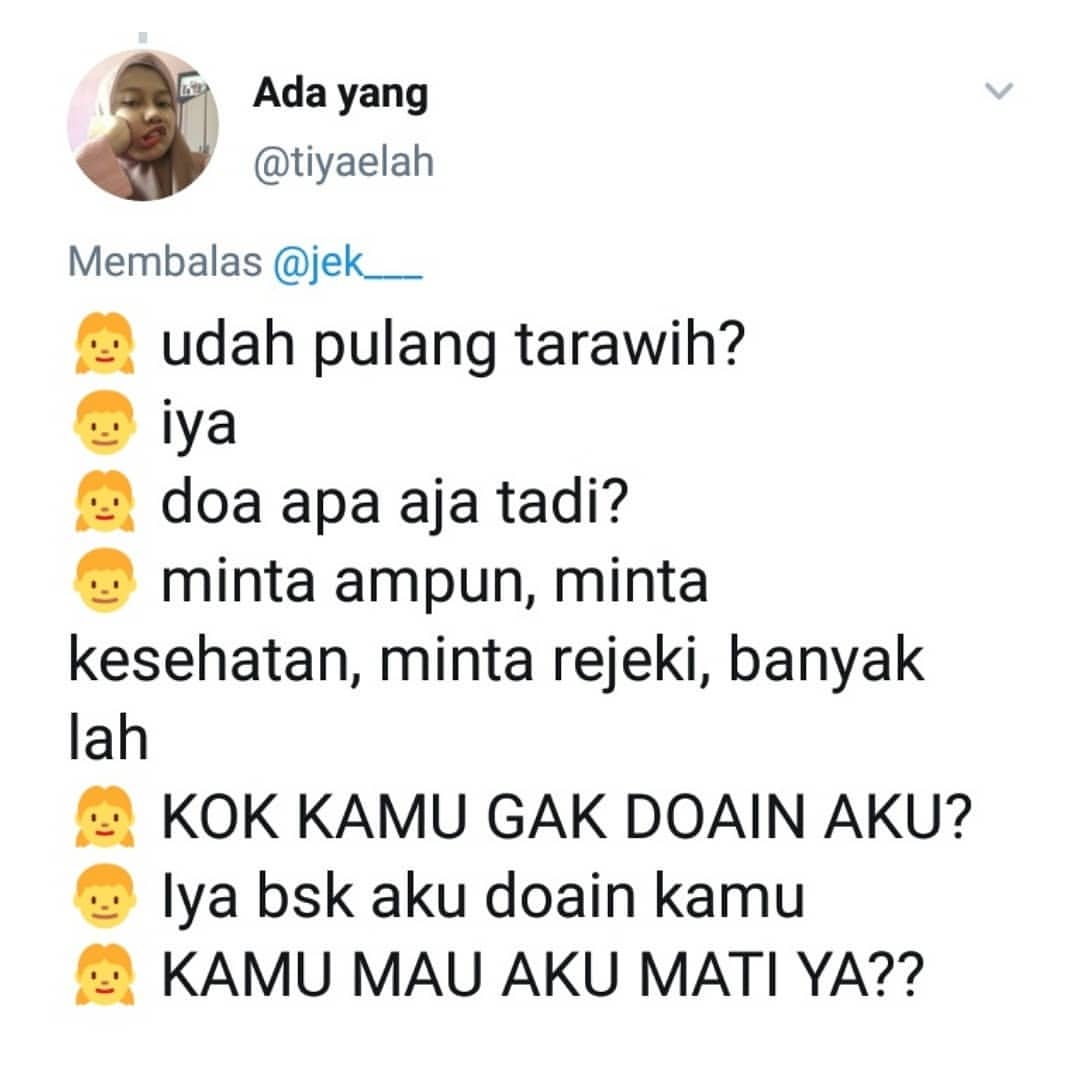 Ada yang
@tiyaelah
Membalas @jek___
👧 udah pulang tarawih?
👦 iya
👧 doa apa aja tadi?
👦 minta ampun, minta
kesehatan, minta rejeki, banyak
lah
👧 KOK KAMU GAK DOAIN AKU?
👦 Iya bsk aku doain kamu
👧 KAMU MAU AKU MATI YA??